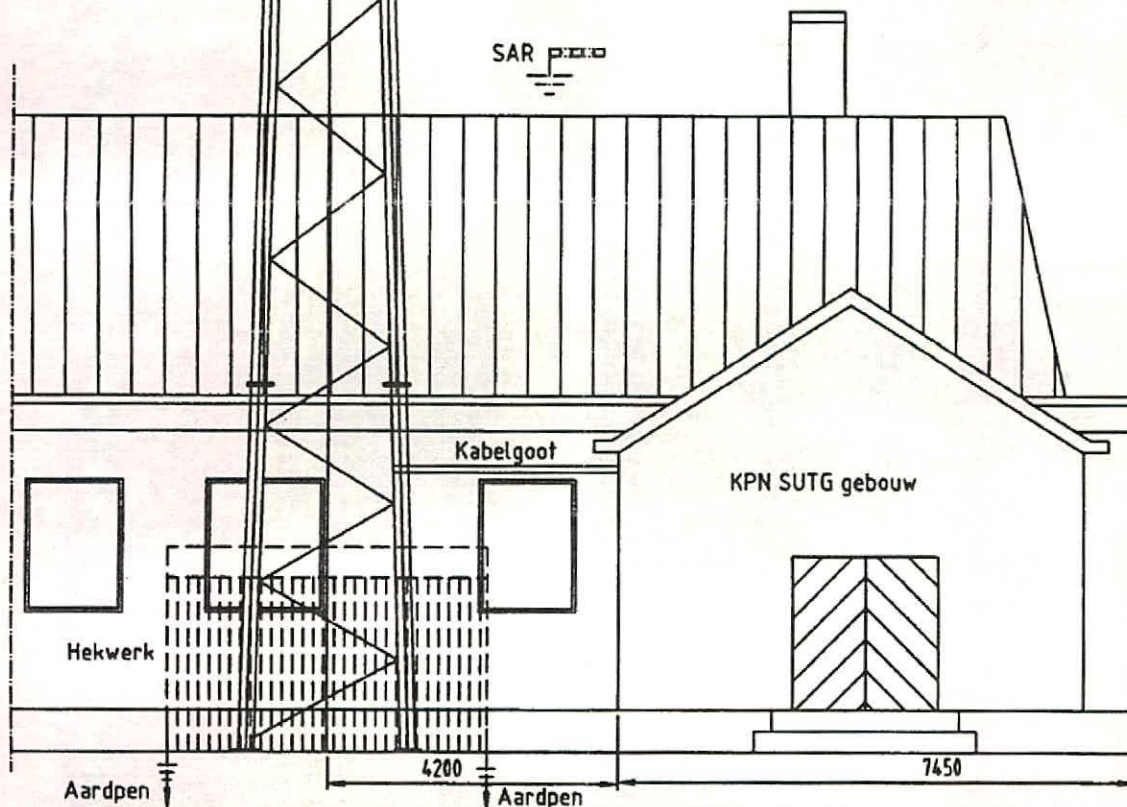 SAR
Kabelgoot
KPN SUTG gebouw
Hekwerk
4200
7450
Aardpen
Aardpen